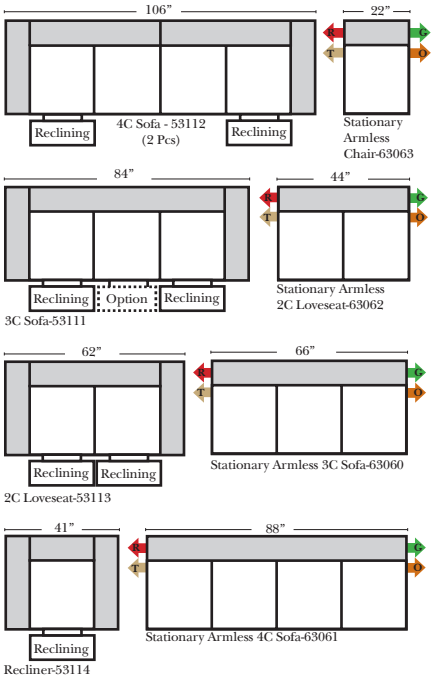 106”
22”
R
G
T
O
Reclining
4C Sofa - 53112
(2 Pcs)
Reclining
Stationary
Armless
Chair-63063
84”
44”
R
G
T
O
Reclining
Option
Reclining
3C Sofa-53111
Stationary Armless
2C Loveseat-63062
62”
66”
R
G
T
O
Reclining
Reclining
2C Loveseat-53113
Stationary Armless 3C Sofa-63060
41”
88”
R
G
T
O
Reclining
Recliner-53114
Stationary Armless 4C Sofa-63061